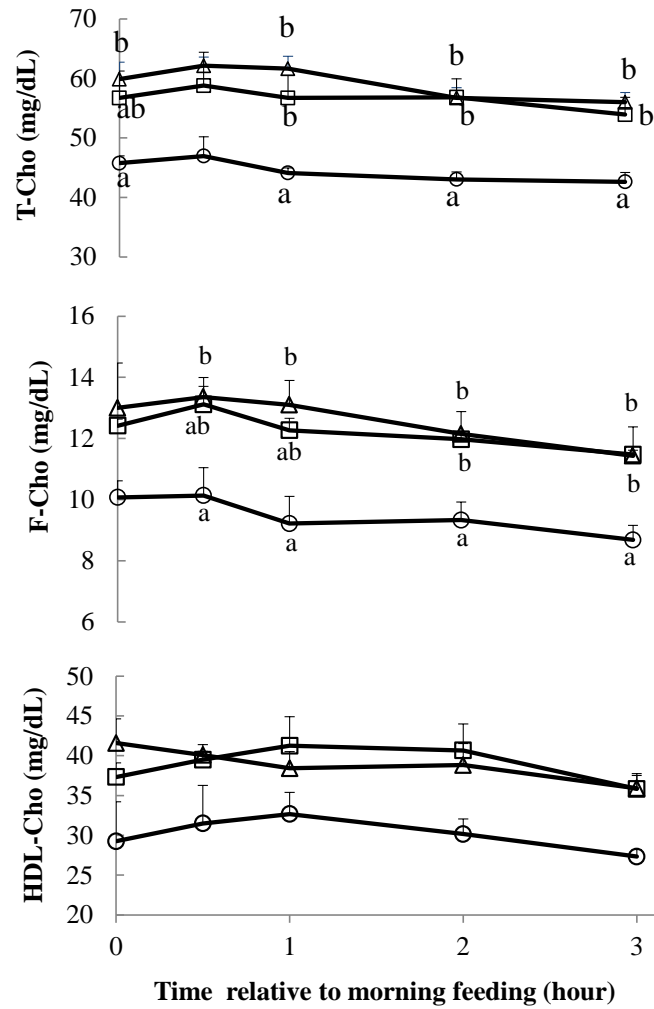 70
60
50
40
30
T-Cho (mg/dL)
b
b
b
b
ab
b
b
b
a
a
a
a
16
14
12
10
8
6
F-Cho (mg/dL)
b
b
b
b
ab
ab
b
b
a
a
a
a
50
45
40
35
30
25
20
HDL-Cho (mg/dL)
0 1 2 3
Time relative to morning feeding (hour)